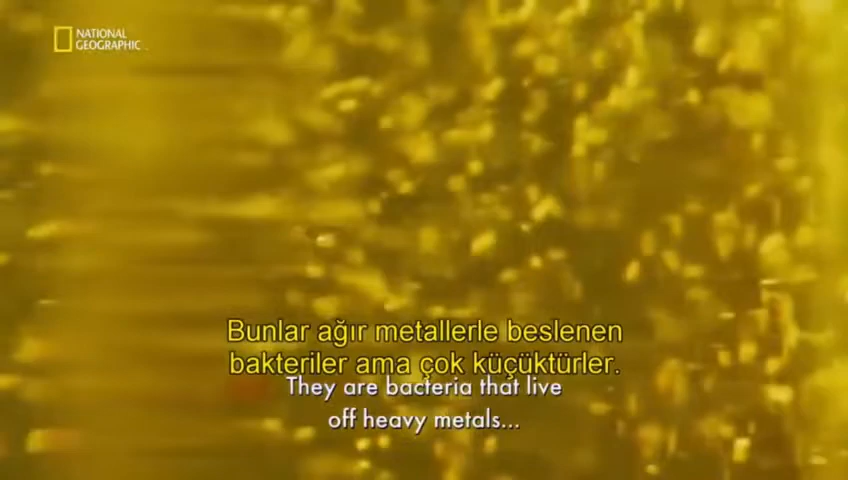 NATIONAL
GEOGRAPHIC
Bunlar ağır metallerle beslenen
bakteriler ama çok küçüktürler.
They are bacteria that live
off heavy metals...